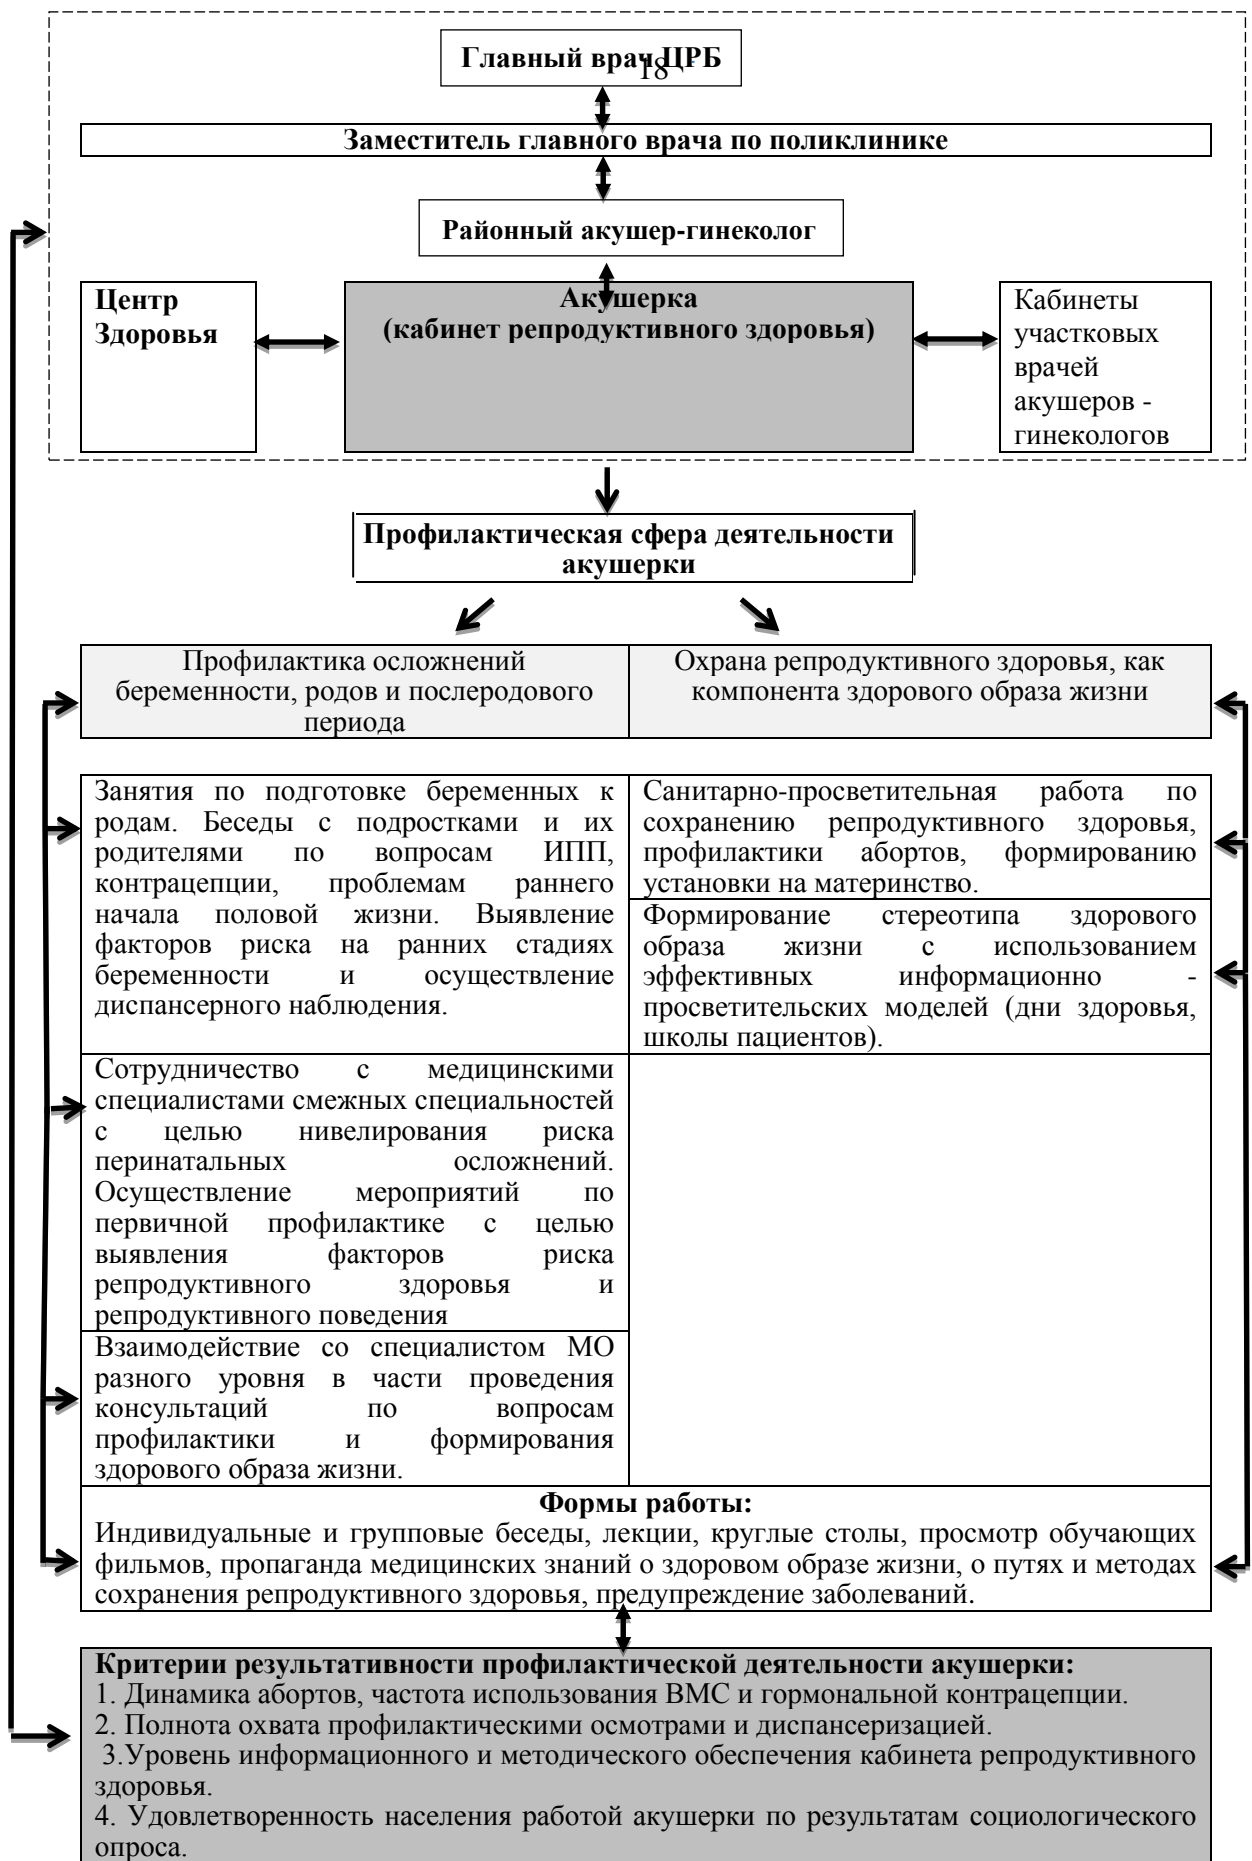 Главный врач ЦРБ
18
Заместитель главного врача по поликлинике
Районный акушер-гинеколог
Центр
Здоровья
Акушерка
(кабинет репродуктивного здоровья)
Кабинеты
участковых
врачей
акушеров -
гинекологов
Профилактическая сфера деятельности
акушерки
Профилактика осложнений
беременности, родов и послеродового
периода
Охрана репродуктивного здоровья, как
компонента здорового образа жизни
Занятия по подготовке беременных к
родам. Беседы с подростками и их
родителями по вопросам ИПП,
контрацепции, проблемам раннего
начала половой жизни. Выявление
факторов риска на ранних стадиях
беременности и осуществление
диспансерного наблюдения.
Санитарно-просветительная работа по
сохранению репродуктивного здоровья,
профилактики абортов, формированию
установки на материнство.
Формирование стереотипа здорового
образа жизни с использованием
эффективных информационно -
просветительских моделей (дни здоровья,
школы пациентов).
Сотрудничество с медицинскими
специалистами смежных специальностей
с целью нивелирования риска
перинатальных осложнений.
Осуществление мероприятий по
первичной профилактике с целью
выявления факторов риска
репродуктивного здоровья и
репродуктивного поведения
Взаимодействие со специалистом МО
разного уровня в части проведения
консультаций по вопросам
профилактики и формирования
здорового образа жизни.
Формы работы:
Индивидуальные и групповые беседы, лекции, круглые столы, просмотр обучающих
фильмов, пропаганда медицинских знаний о здоровом образе жизни, о путях и методах
сохранения репродуктивного здоровья, предупреждение заболеваний.
Критерии результативности профилактической деятельности акушерки:
1. Динамика абортов, частота использования ВМС и гормональной контрацепции.
2. Полнота охвата профилактическими осмотрами и диспансеризацией.
3.Уровень информационного и методического обеспечения кабинета репродуктивного
здоровья.
4. Удовлетворенность населения работой акушерки по результатам социологического
опроса.